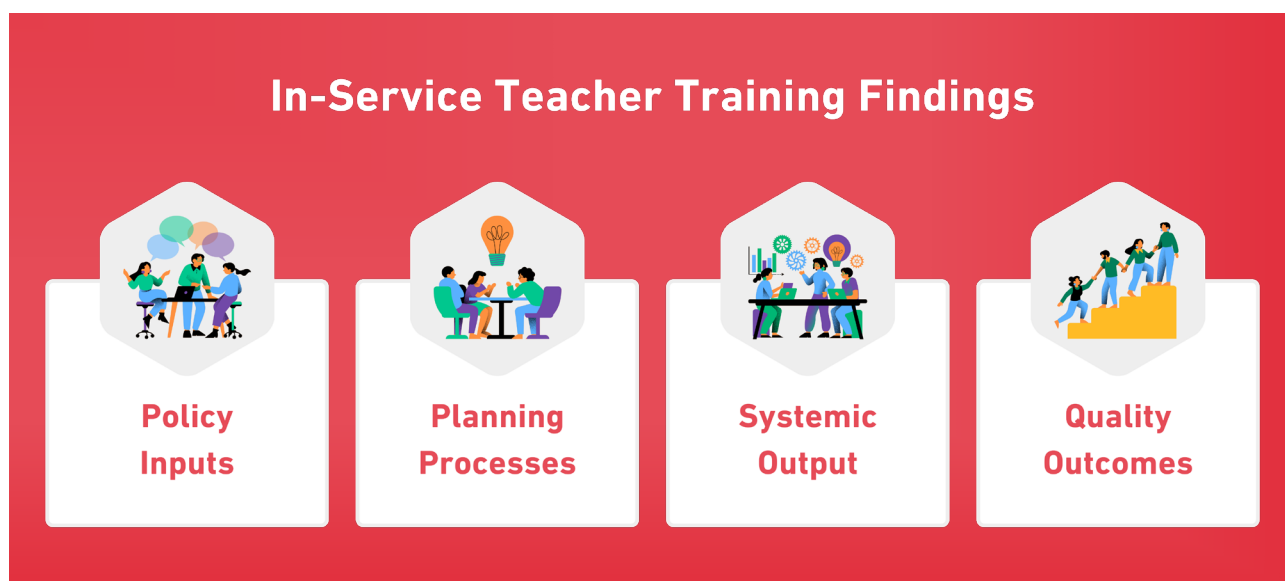 In-Service Teacher Training Findings
Policy
Inputs
Planning
Processes
Systemic
Output
Quality
Outcomes